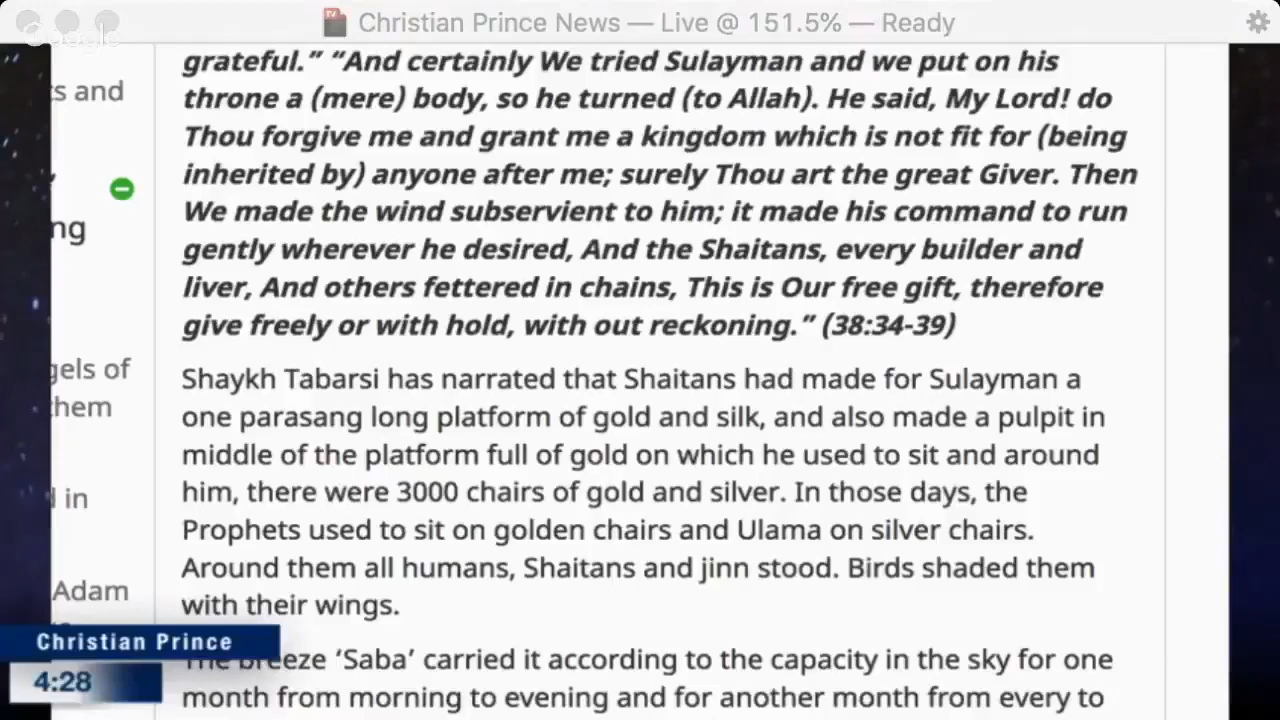 Christian Prince News — Live @ 151.5% — Ready
Google
ts and
ng
gels of
them
d in
Adam
grateful.” “And certainly We tried Sulayman and we put on his
throne a (mere) body, so he turned (to Allah). He said, My Lord! do
Thou forgive me and grant me a kingdom which is not fit for (being
inherited by) anyone after me; surely Thou art the great Giver. Then
We made the wind subservient to him; it made his command to run
gently wherever he desired, And the Shaitans, every builder and
liver, And others fettered in chains, This is Our free gift, therefore
give freely or with hold, with out reckoning.” (38:34-39)
Shaykh Tabarsi has narrated that Shaitans had made for Sulayman a
one parasang long platform of gold and silk, and also made a pulpit in
middle of the platform full of gold on which he used to sit and around
him, there were 3000 chairs of gold and silver. In those days, the
Prophets used to sit on golden chairs and Ulama on silver chairs.
Around them all humans, Shaitans and jinn stood. Birds shaded them
with their wings.
The breeze ‘Saba’ carried it according to the capacity in the sky for one
month from morning to evening and for another month from every to
Christian Prince
4:28